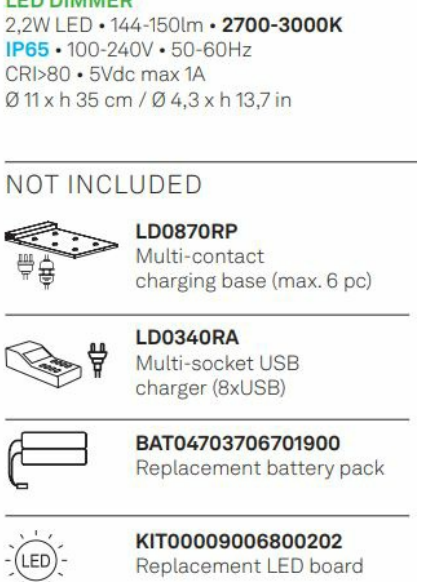 LED DIMMER
2,2W LED • 144-150lm • 2700-3000K
IP65 • 100-240V • 50-60Hz
CRI>80 • 5Vdc max 1A
Ø 11 x h 35 cm / Ø 4,3 x h 13,7 in
NOT INCLUDED
LD0870RP
Multi-contact
charging base (max. 6 pc)
LD0340RA
Multi-socket USB
charger (8xUSB)
BAT04703706701900
Replacement battery pack
LED
KIT00009006800202
Replacement LED board